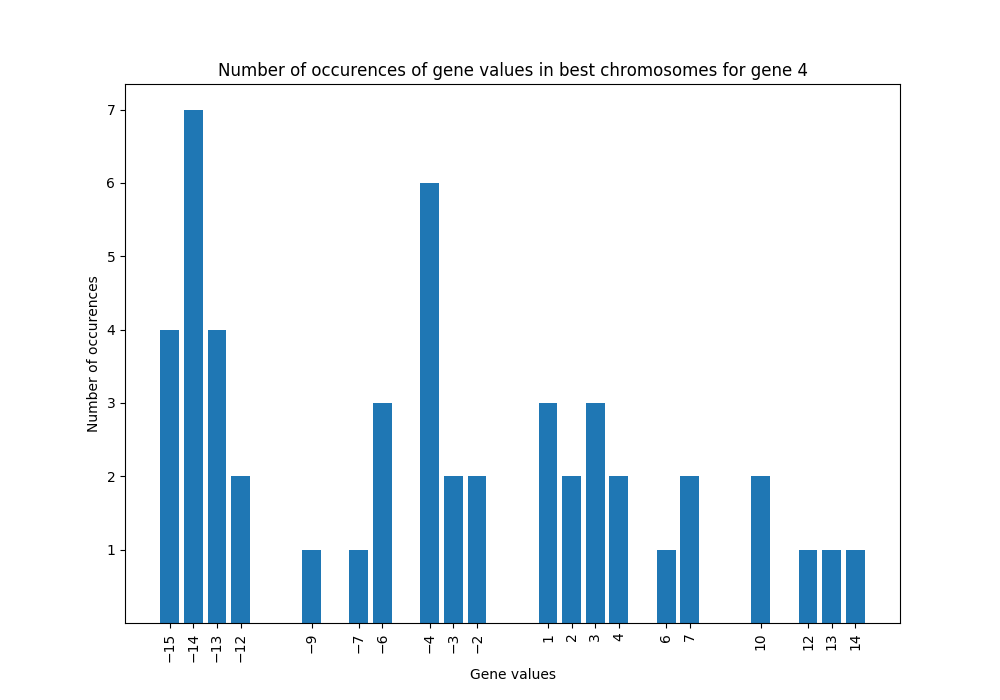 Number of occurences of gene values in best chromosomes for gene 4
7
6
5
4
3
2
1
Number of occurences
−15 −14 −13 −12 −9 −7 −6 −4 −3 −2 1 2 3 4 6 7 10 12 13 14
Gene values